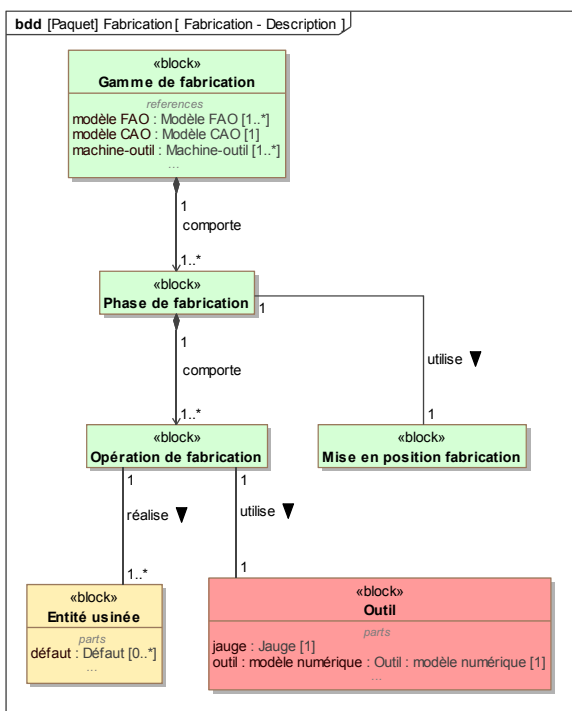 bdd [Paquet] Fabrication [ Fabrication - Description ]
«block»
Gamme de fabrication
references
modèle FAO : Modèle FAO [1..*]
modèle CAO : Modèle CAO [1]
machine-outil : Machine-outil [1..*]
...
1
comporte
1..*
«block»
Phase de fabrication
1
1
comporte
utilise
1..*
1
«block»
Opération de fabrication
«block»
Mise en position fabrication
1
1
réalise
utilise
1..*
1
«block»
Entité usinée
parts
défaut : Défaut [0..*]
...
«block»
Outil
parts
jauge : Jauge [1]
outil : modèle numérique : Outil : modèle numérique [1]
...